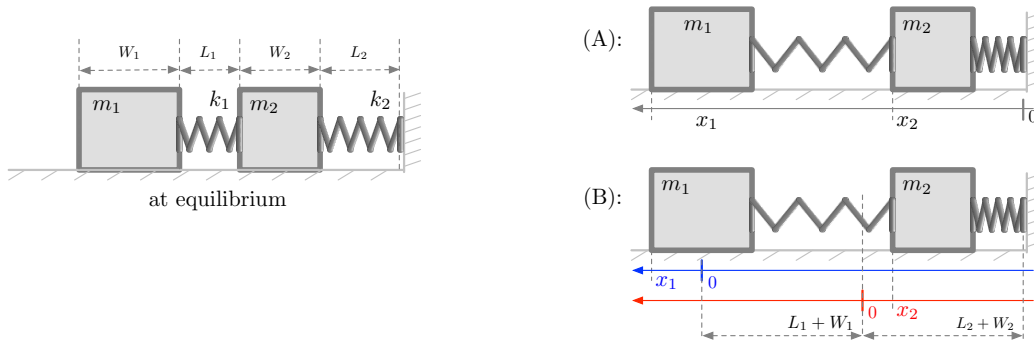 W₁ L₁ W₂ L₂
m₁ k₁ m₂ k₂
at equilibrium
(A): m₁ m₂
x₁ x₂ 0
(B): m₁ m₂
x₁ 0
0 x₂
L₁ + W₁ L₂ + W₂